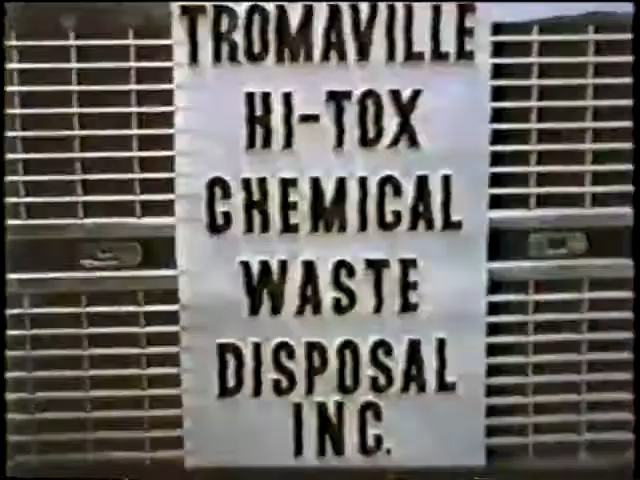 TROMAVILLE
HI-TOX
CHEMICAL
WASTE
DISPOSAL
INC.